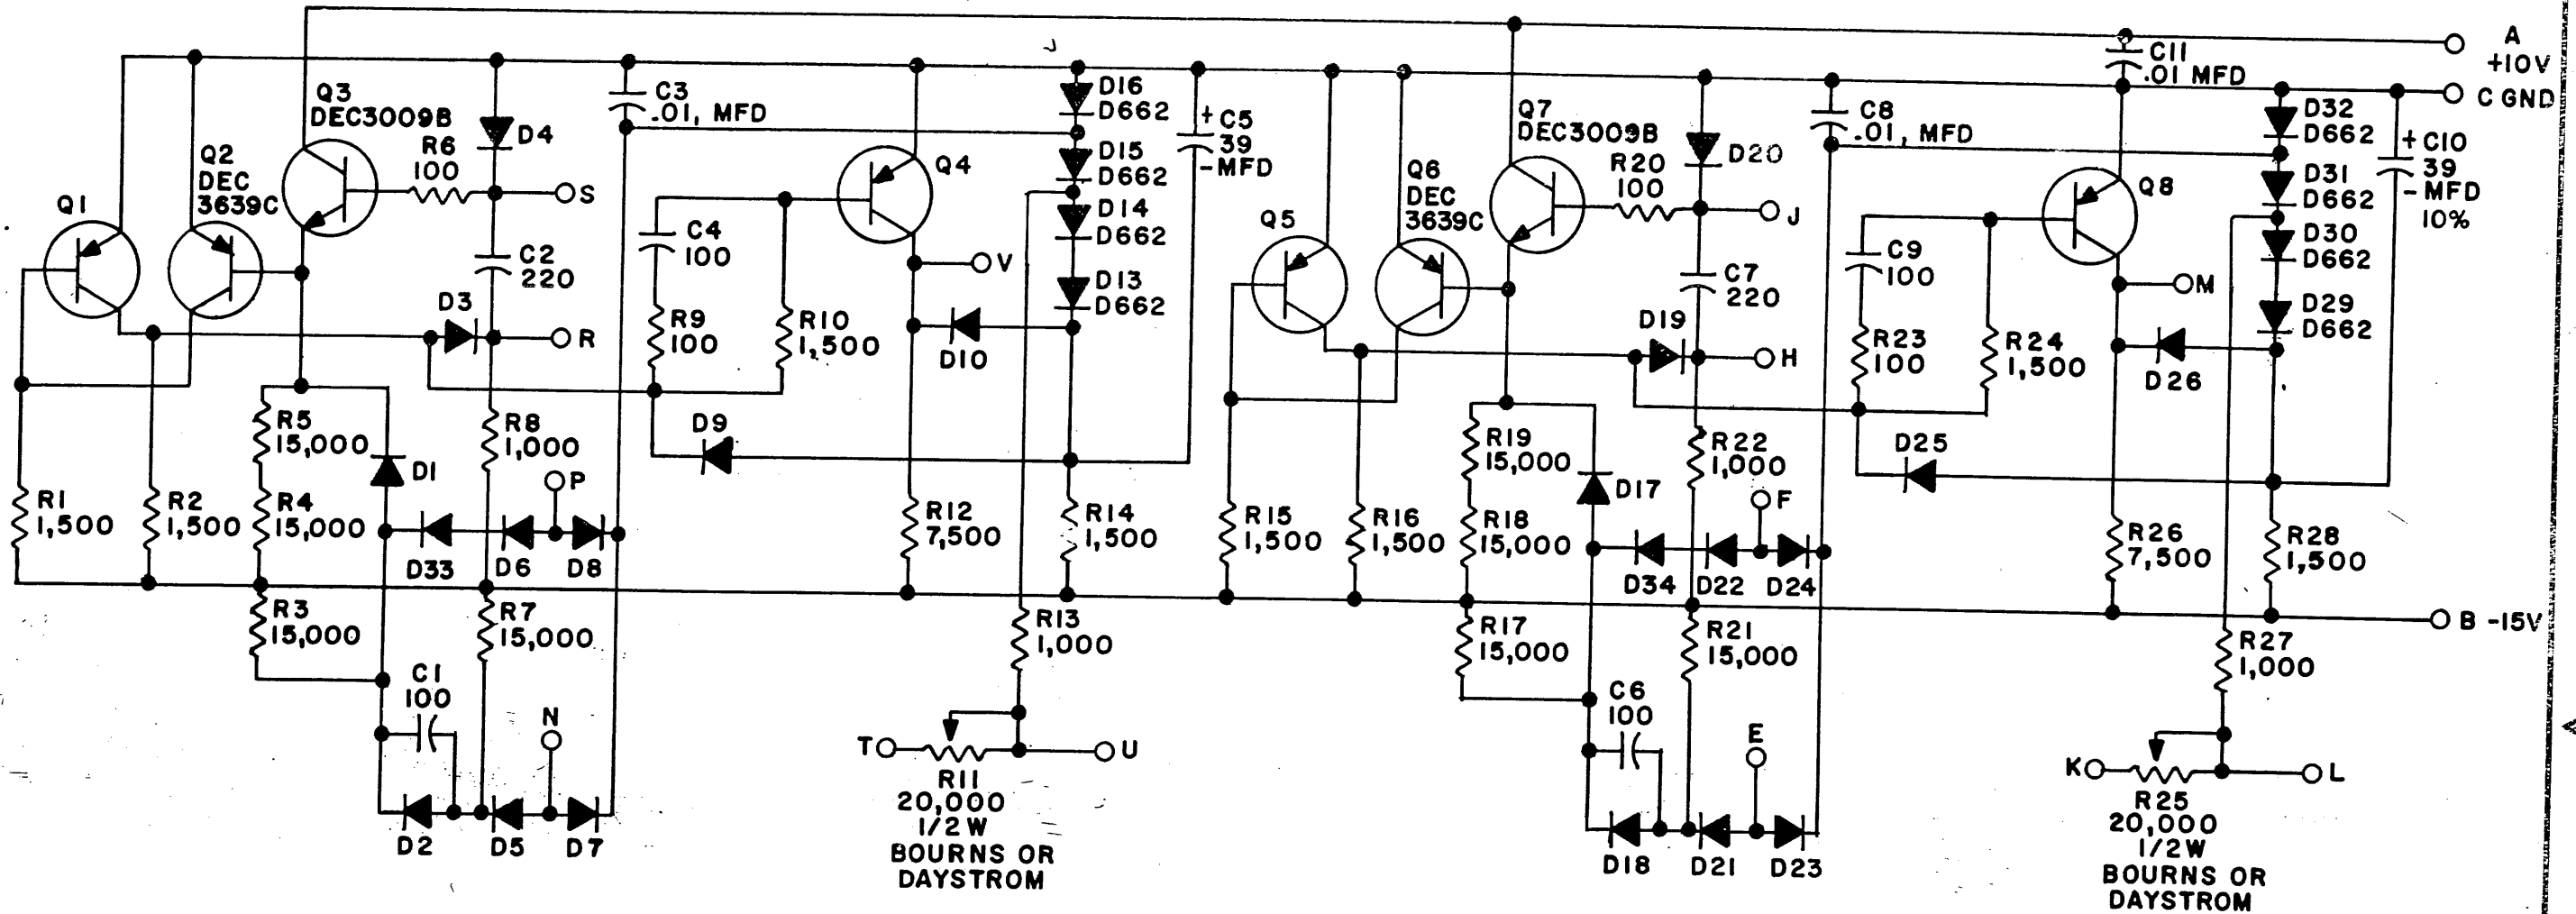 A
+10V
C11
.01 MFD
C GND
Q3
DEC3009B
R6
100
D4
C3
.01, MFD
D16
D662
+ C5
39
- MFD
Q7
DEC3009B
R20
100
D20
C8
.01, MFD
D32
D662
+ C10
39
- MFD
10%
Q1
Q2
DEC
3639C
S
Q4
D15
D662
D14
D662
D13
D662
Q5
Q6
DEC
3639C
J
Q8
D31
D662
D30
D662
D29
D662
C2
220
C4
100
V
C7
220
C9
100
M
D3
R
R9
100
R10
1,500
D10
D19
H
R23
100
R24
1,500
D26
R5
15,000
R8
1,000
D1
P
D9
R19
15,000
R22
1,000
D17
F
D25
R1
1,500
R2
1,500
R4
15,000
D33
D6
D8
R12
7,500
R14
1,500
R15
1,500
R16
1,500
R18
15,000
D34
D22
D24
R26
7,500
R28
1,500
R3
15,000
R7
15,000
R13
1,000
R17
15,000
R21
15,000
R27
1,000
B -15V
C1
100
N
T
U
C6
100
E
K
L
D2
D5
D7
R11
20,000
1/2 W
BOURNS OR
DAYSTROM
D18
D21
D23
R25
20,000
1/2 W
BOURNS OR
DAYSTROM